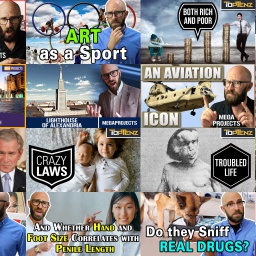 TS
ART
as a Sport
TOPTENZ
BOTH RICH
AND POOR
LIGHTHOUSE
OF ALEXANDRIA
MEGAPROJECTS
AN AVIATION
ICON
MEGA
PROJECTS
CRAZY
LAWS
TOPTENZ
TROUBLED
LIFE
AND WHETHER HAND AND
FOOT SIZE CORRELATES WITH
PENILE LENGTH
Do they Sniff
REAL DRUGS?